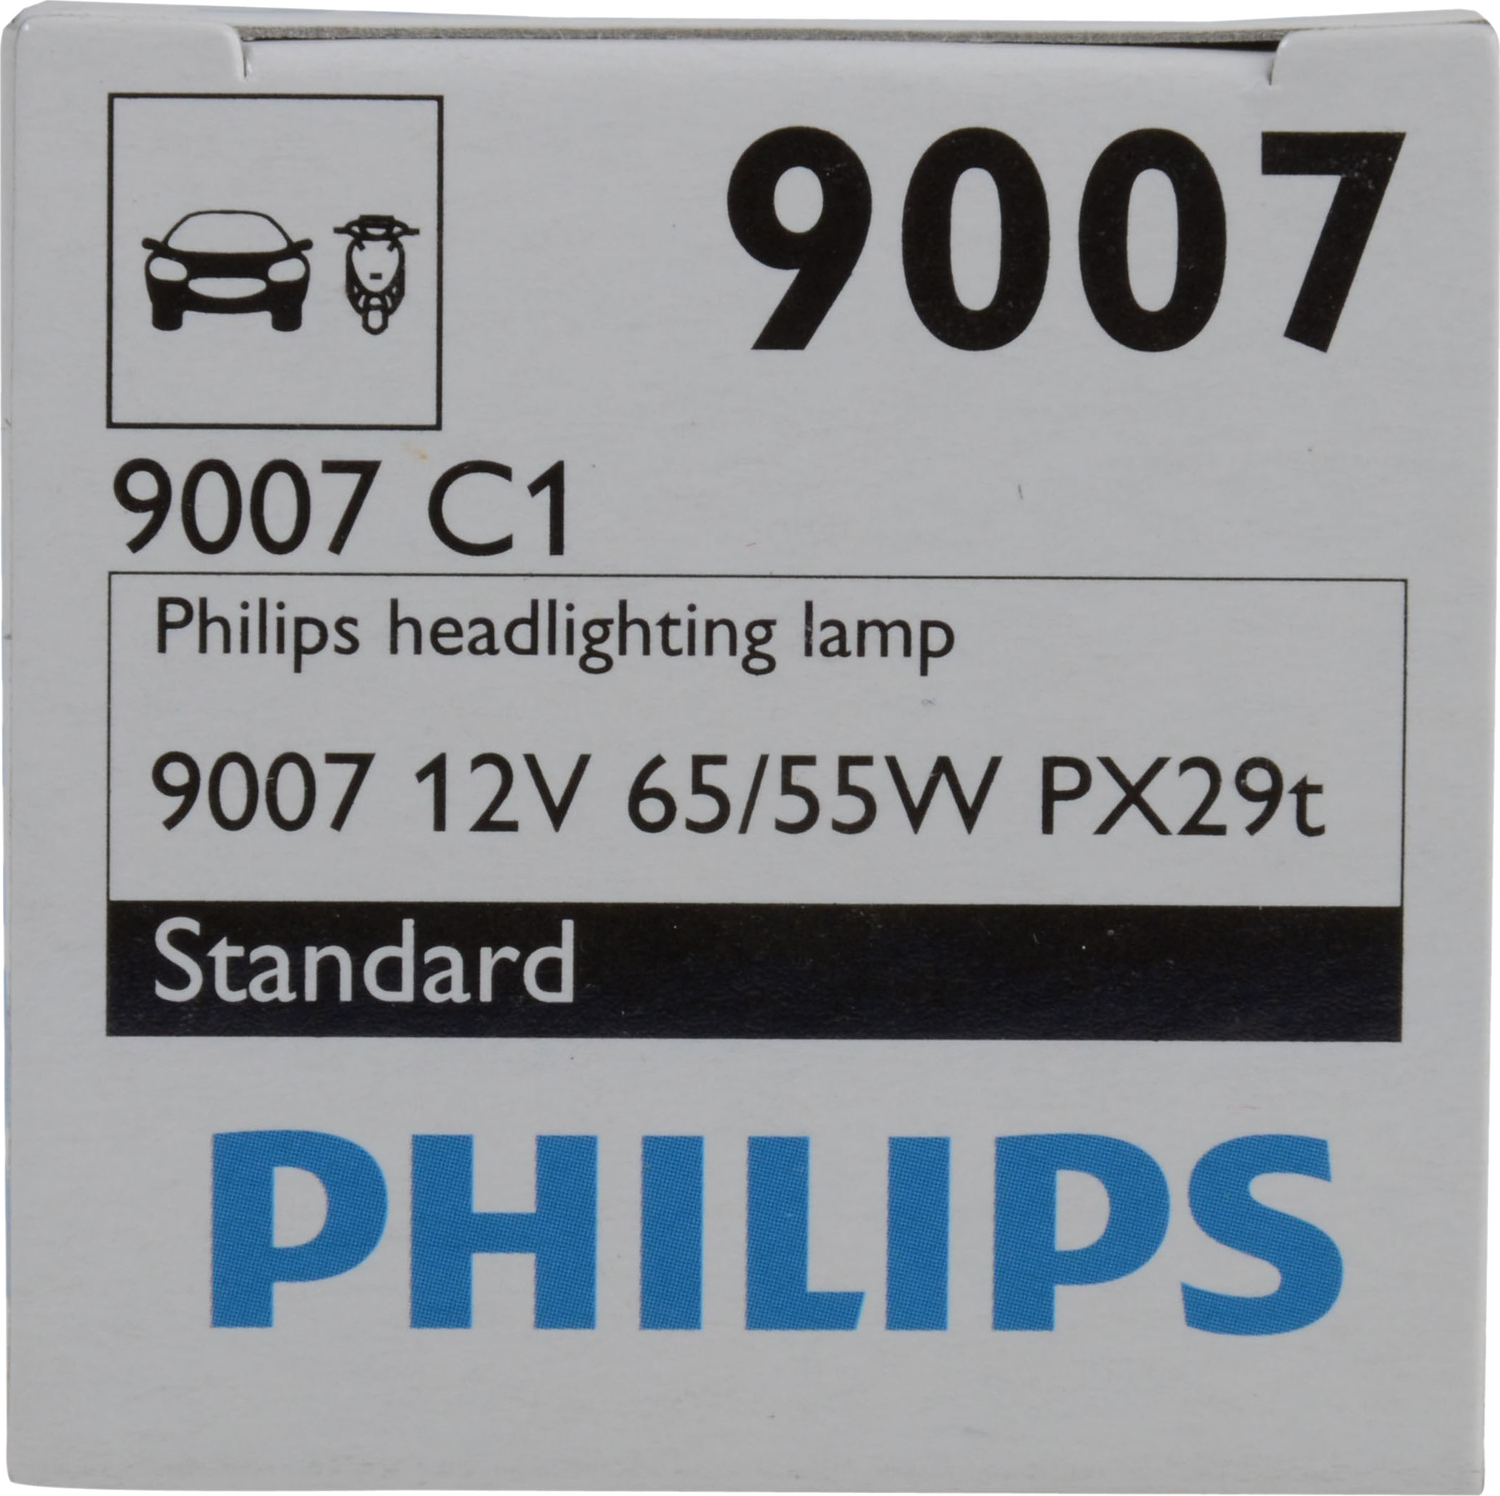 9007
9007 C1
Philips headlighting lamp
9007 12V 65/55W PX29t
Standard
PHILIPS